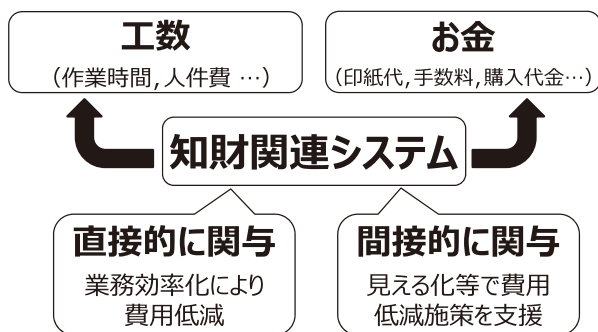 工数
(作業時間,人件費 …)
お金
(印紙代,手数料,購入代金…)
知財関連システム
直接的に関与
業務効率化により
費用低減
間接的に関与
見える化等で費用
低減施策を支援